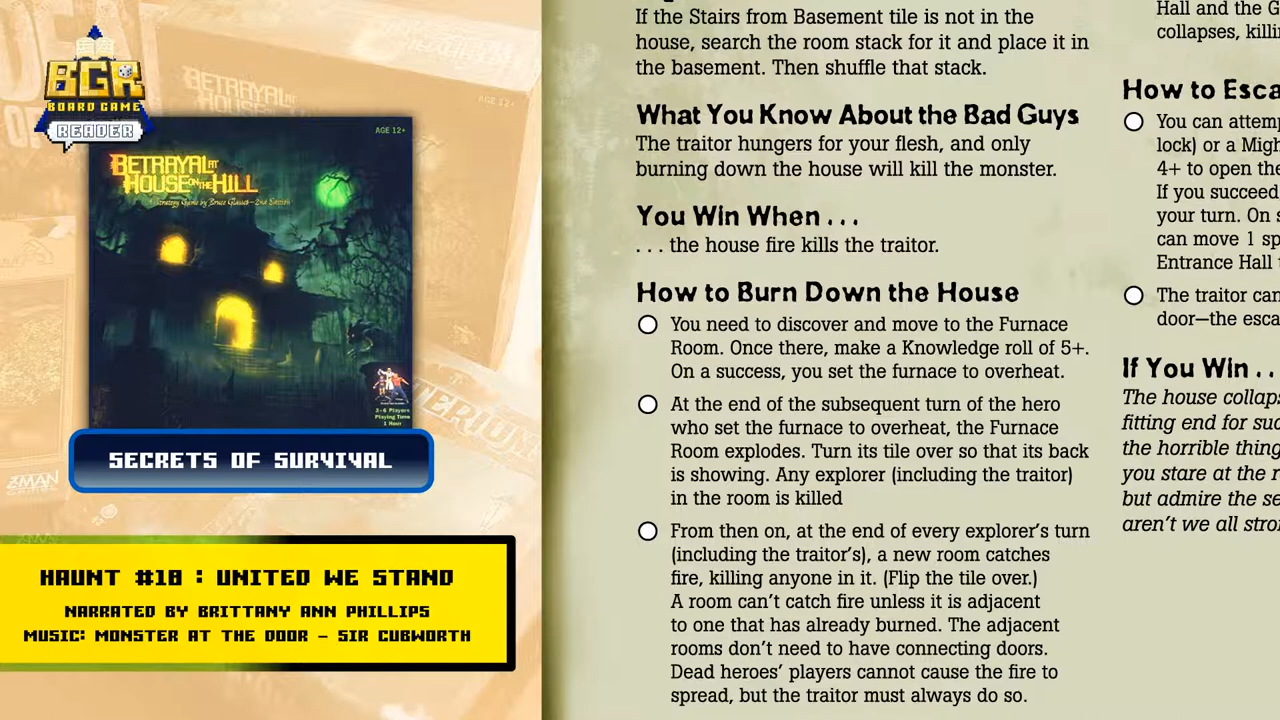 BGR
BOARD GAME
READER
AGE 12+
BETRAYAL AT
HOUSE ON THE HILL
A Strategy Game by Bruce Glassco—2nd Edition
3-6 Players
Playing Time
1 Hour
SECRETS OF SURVIVAL
HAUNT #18 : UNITED WE STAND
NARRATED BY BRITTANY ANN PHILLIPS
MUSIC: MONSTER AT THE DOOR - SIR CUBWORTH
If the Stairs from Basement tile is not in the
house, search the room stack for it and place it in
the basement. Then shuffle that stack.
What You Know About the Bad Guys
The traitor hungers for your flesh, and only
burning down the house will kill the monster.
You Win When . . .
. . . the house fire kills the traitor.
How to Burn Down the House
You need to discover and move to the Furnace
Room. Once there, make a Knowledge roll of 5+.
On a success, you set the furnace to overheat.
At the end of the subsequent turn of the hero
who set the furnace to overheat, the Furnace
Room explodes. Turn its tile over so that its back
is showing. Any explorer (including the traitor)
in the room is killed
From then on, at the end of every explorer's turn
(including the traitor's), a new room catches
fire, killing anyone in it. (Flip the tile over.)
A room can't catch fire unless it is adjacent
to one that has already burned. The adjacent
rooms don't need to have connecting doors.
Dead heroes' players cannot cause the fire to
spread, but the traitor must always do so.
Hall and the G
collapses, killin
How to Esca
You can attemp
lock) or a Migh
4+ to open the
If you succeed
your turn. On s
can move 1 sp
Entrance Hall
The traitor can
door—the esca
If You Win . .
The house collaps
fitting end for suc
the horrible thing
you stare at the r
but admire the se
aren't we all stro